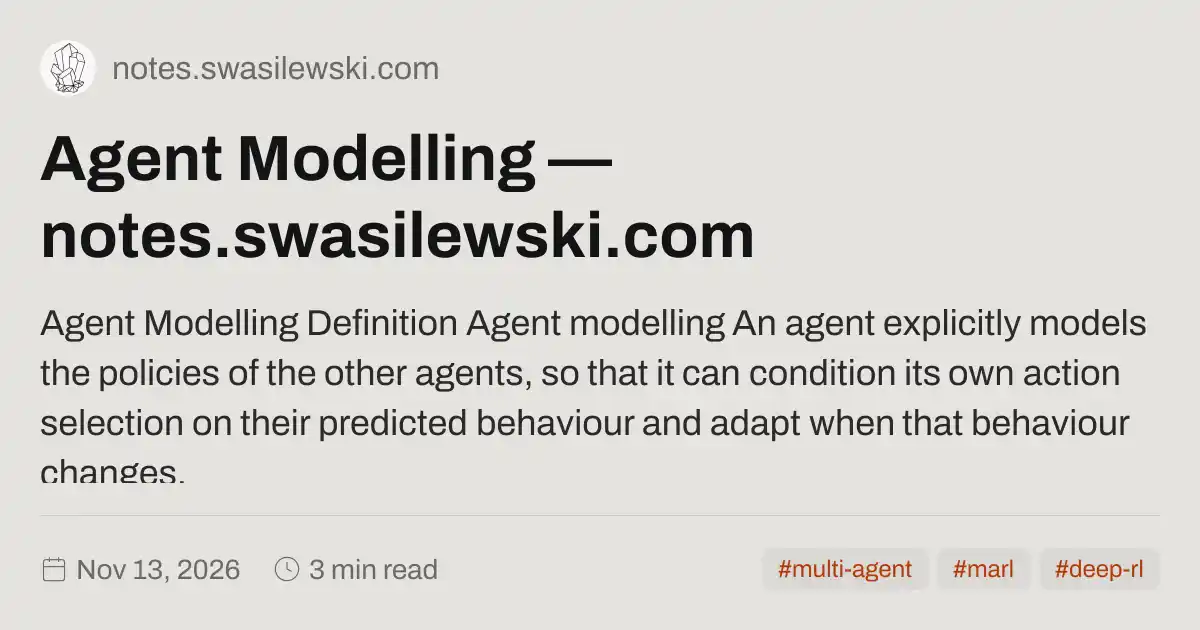 notes.swasilewski.com
Agent Modelling —
notes.swasilewski.com
Agent Modelling Definition Agent modelling An agent explicitly models
the policies of the other agents, so that it can condition its own action
selection on their predicted behaviour and adapt when that behaviour
changes.
Nov 13, 2026 3 min read #multi-agent #marl #deep-rl